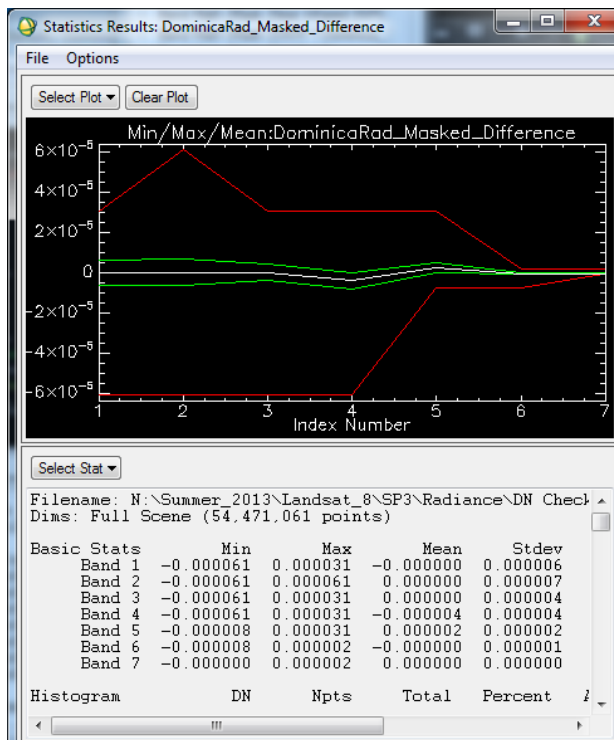 Statistics Results: DominicaRad_Masked_Difference
File Options
Select Plot Clear Plot
Min/Max/Mean:DominicaRad_Masked_Difference
6×10⁻⁵
4×10⁻⁵
2×10⁻⁵
0
−2×10⁻⁵
−4×10⁻⁵
−6×10⁻⁵
1 2 3 4 5 6 7
Index Number
Select Stat
Filename: N:\Summer_2013\Landsat_8\SP3\Radiance\DN Check
Dims: Full Scene (54,471,061 points)
Basic Stats Min Max Mean Stdev
Band 1 -0.000061 0.000031 -0.000000 0.000006
Band 2 -0.000061 0.000061 0.000000 0.000007
Band 3 -0.000061 0.000031 0.000000 0.000004
Band 4 -0.000061 0.000031 -0.000004 0.000004
Band 5 -0.000008 0.000031 0.000002 0.000002
Band 6 -0.000008 0.000002 -0.000000 0.000001
Band 7 -0.000000 0.000002 0.000000 0.000000
Histogram DN Npts Total Percent